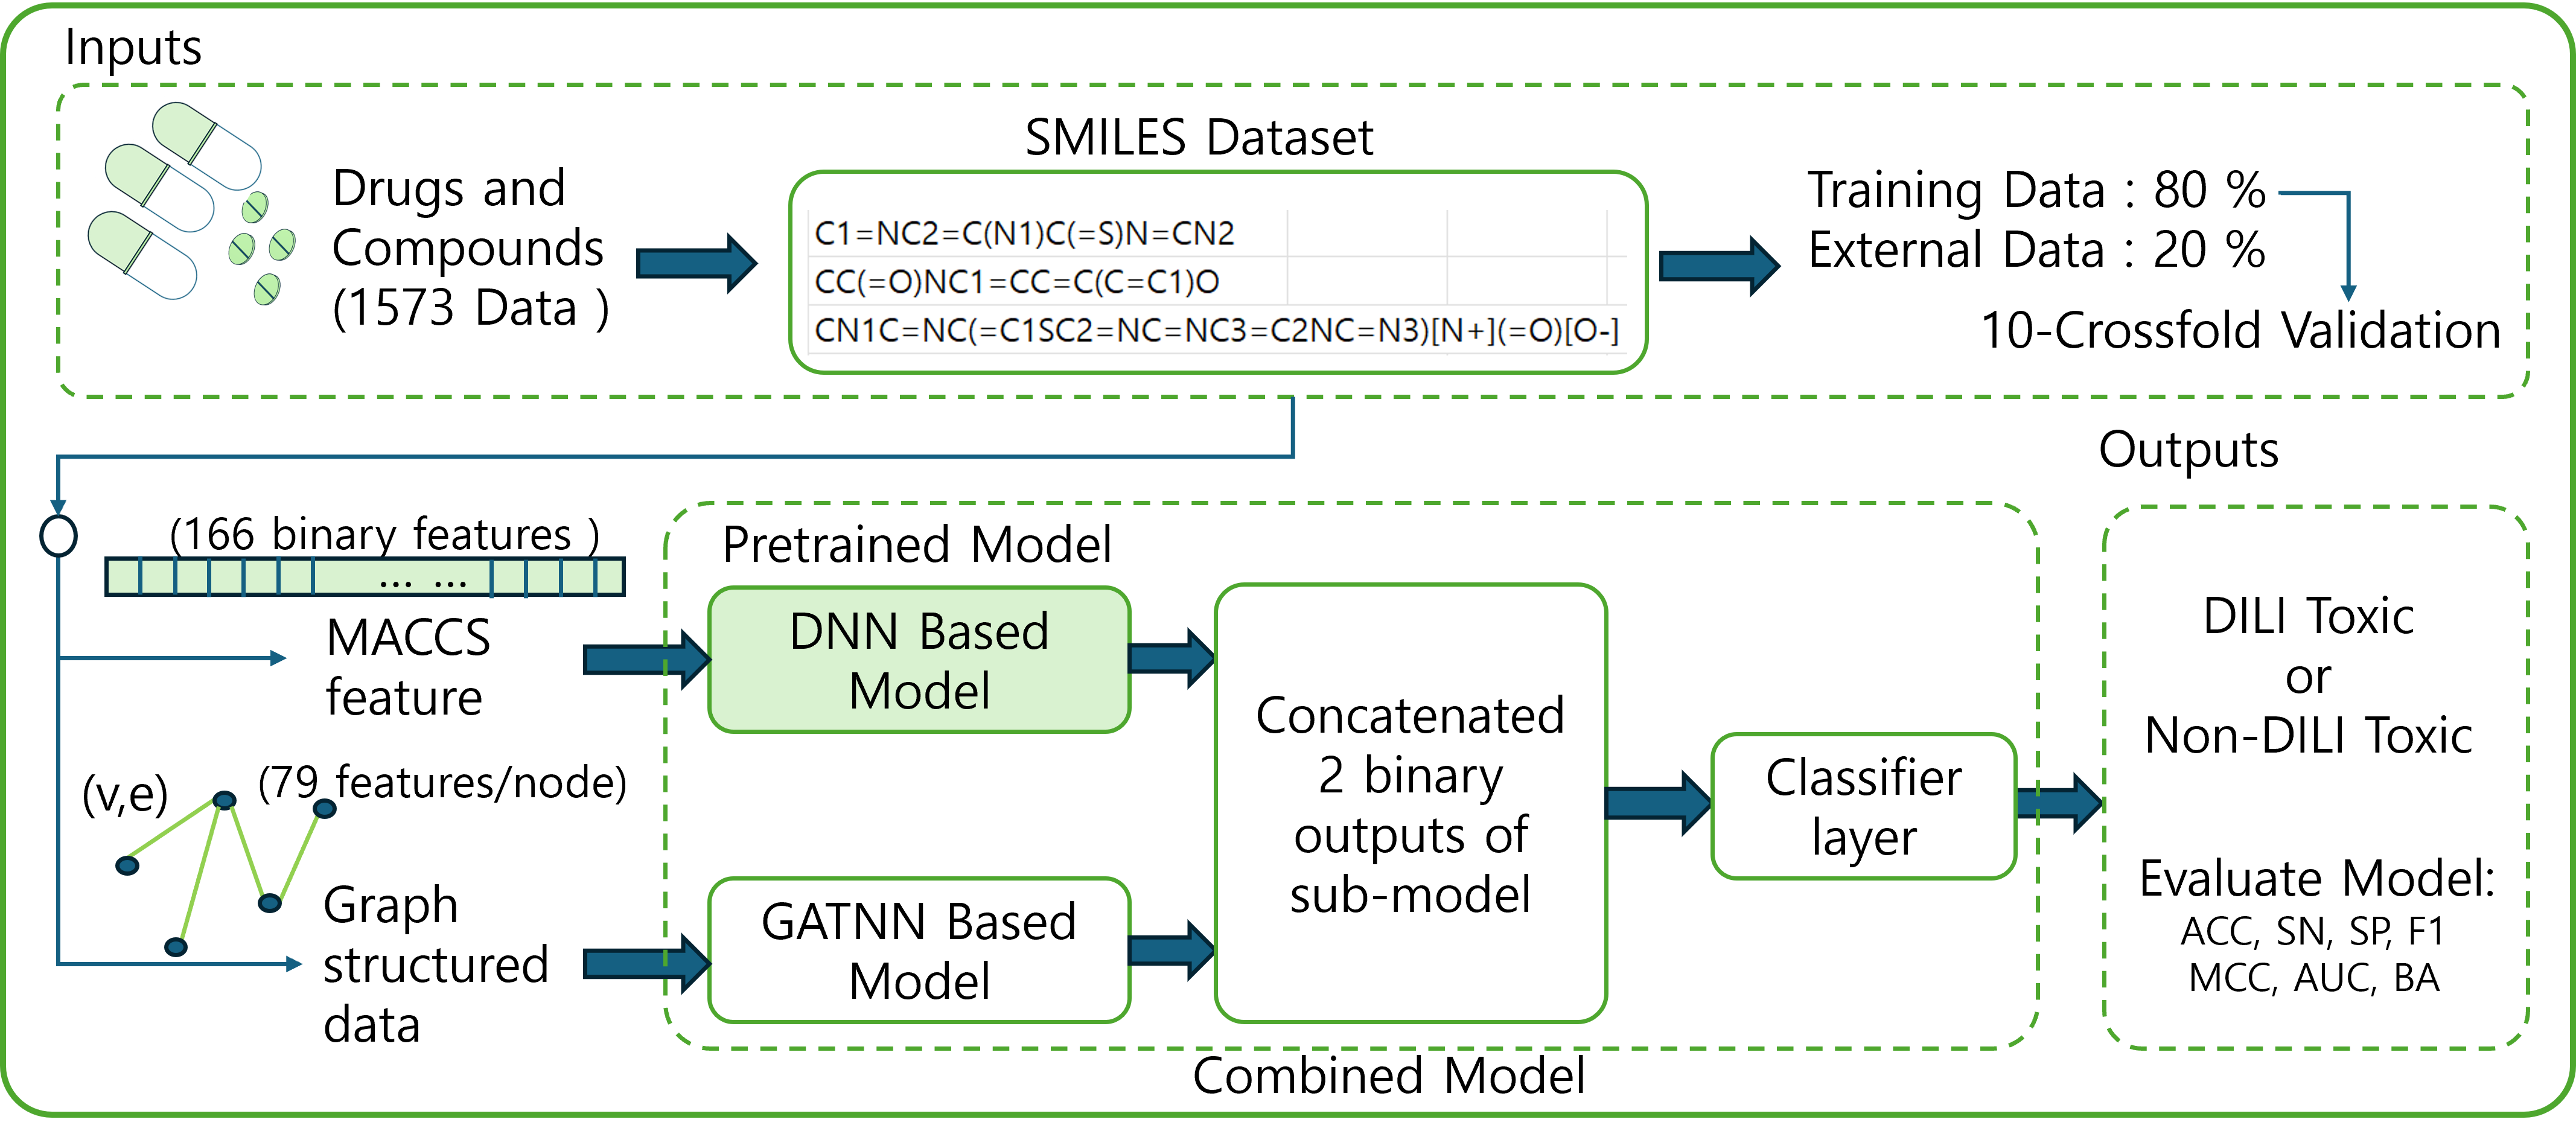 Inputs
Drugs and
Compounds
(1573 Data )
SMILES Dataset
C1=NC2=C(N1)C(=S)N=CN2
CC(=O)NC1=CC=C(C=C1)O
CN1C=NC(=C1SC2=NC=NC3=C2NC=N3)[N+](=O)[O-]
Training Data : 80 %
External Data : 20 %
10-Crossfold Validation
(166 binary features )
... ...
MACCS
feature
(v,e)
(79 features/node)
Graph
structured
data
Pretrained Model
DNN Based
Model
GATNN Based
Model
Concatenated
2 binary
outputs of
sub-model
Classifier
layer
Combined Model
Outputs
DILI Toxic
or
Non-DILI Toxic
Evaluate Model:
ACC, SN, SP, F1
MCC, AUC, BA